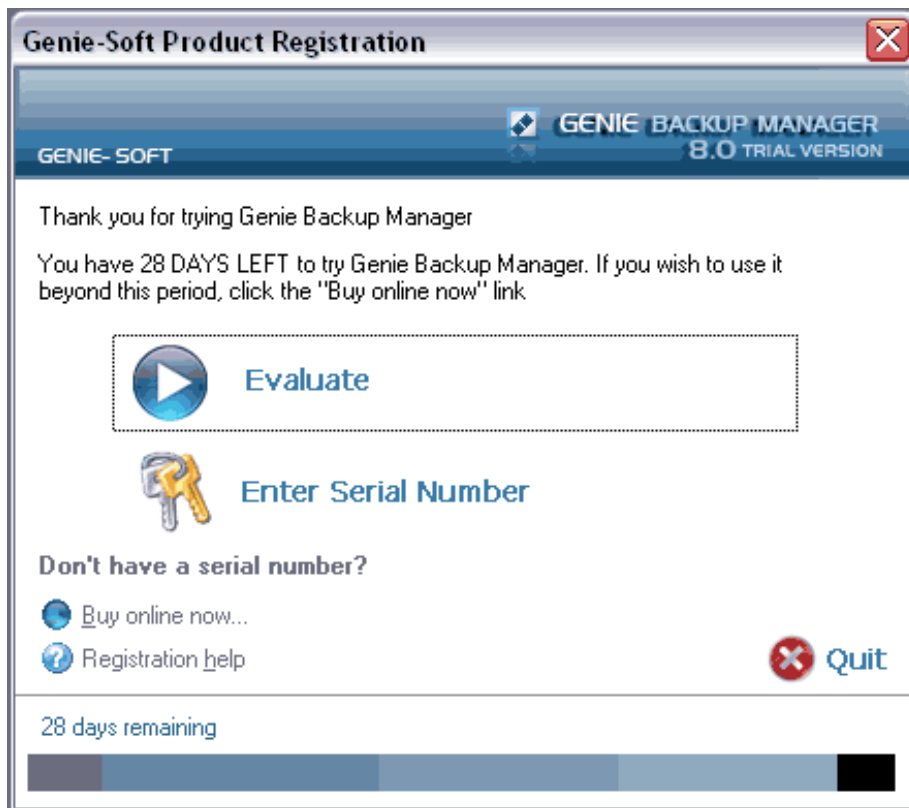 Genie-Soft Product Registration
GENIE BACKUP MANAGER
8.0 TRIAL VERSION
GENIE- SOFT
Thank you for trying Genie Backup Manager
You have 28 DAYS LEFT to try Genie Backup Manager. If you wish to use it
beyond this period, click the "Buy online now" link
Evaluate
Enter Serial Number
Don't have a serial number?
Buy online now...
Registration help
Quit
28 days remaining